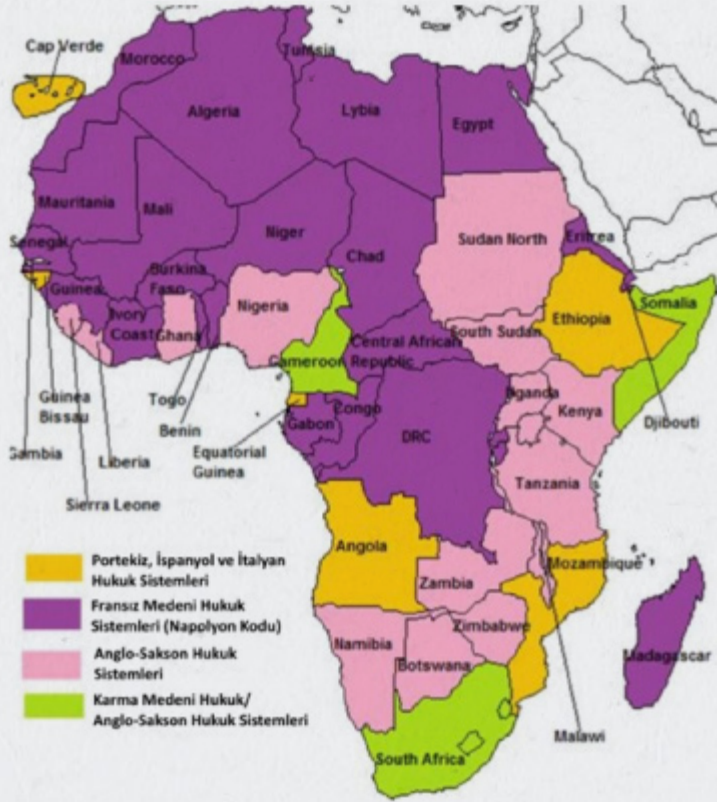 Cap Verde
Morocco
Tunisia
Algeria
Lybia
Egypt
Mauritania
Mali
Niger
Chad
Sudan North
Eritrea
Senegal
Guinea
Burkina
Faso
Ivory
Coast
Ghana
Nigeria
Cameroon
Central African
Republic
South Sudan
Ethiopia
Somalia
Djibouti
Guinea
Bissau
Gambia
Liberia
Sierra Leone
Togo
Benin
Equatorial
Guinea
Gabon
Congo
DRC
Uganda
Kenya
Tanzania
Angola
Zambia
Mozambique
Malawi
Zimbabwe
Namibia
Botswana
Madagascar
South Africa
Portekiz, İspanyol ve İtalyan
Hukuk Sistemleri
Fransız Medeni Hukuk
Sistemleri (Napolyon Kodu)
Anglo-Sakson Hukuk
Sistemleri
Karma Medeni Hukuk/
Anglo-Sakson Hukuk Sistemleri